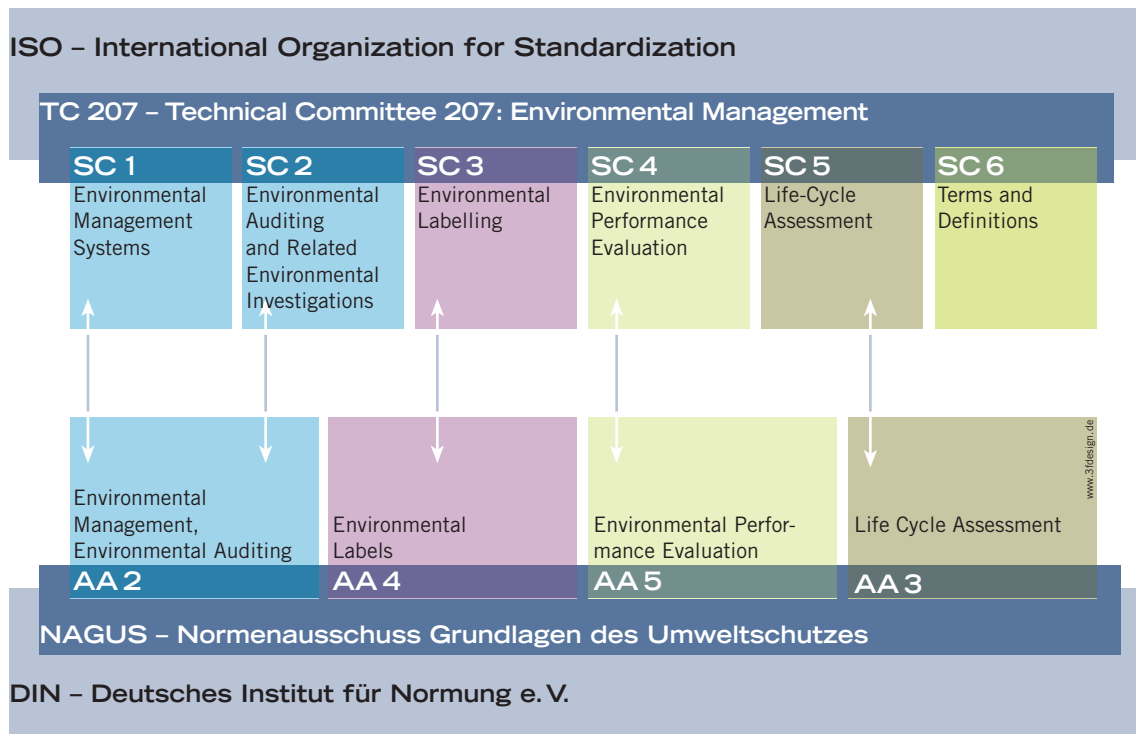 ISO – International Organization for Standardization
TC 207 – Technical Committee 207: Environmental Management
SC 1
Environmental
Management
Systems
SC 2
Environmental
Auditing
and Related
Environmental
Investigations
SC 3
Environmental
Labelling
SC 4
Environmental
Performance
Evaluation
SC 5
Life-Cycle
Assessment
SC 6
Terms and
Definitions
Environmental
Management,
Environmental Auditing
AA 2
Environmental
Labels
AA 4
Environmental Perfor-
mance Evaluation
AA 5
Life Cycle Assessment
AA 3
www.3fdesign.de
NAGUS – Normenausschuss Grundlagen des Umweltschutzes
DIN – Deutsches Institut für Normung e. V.